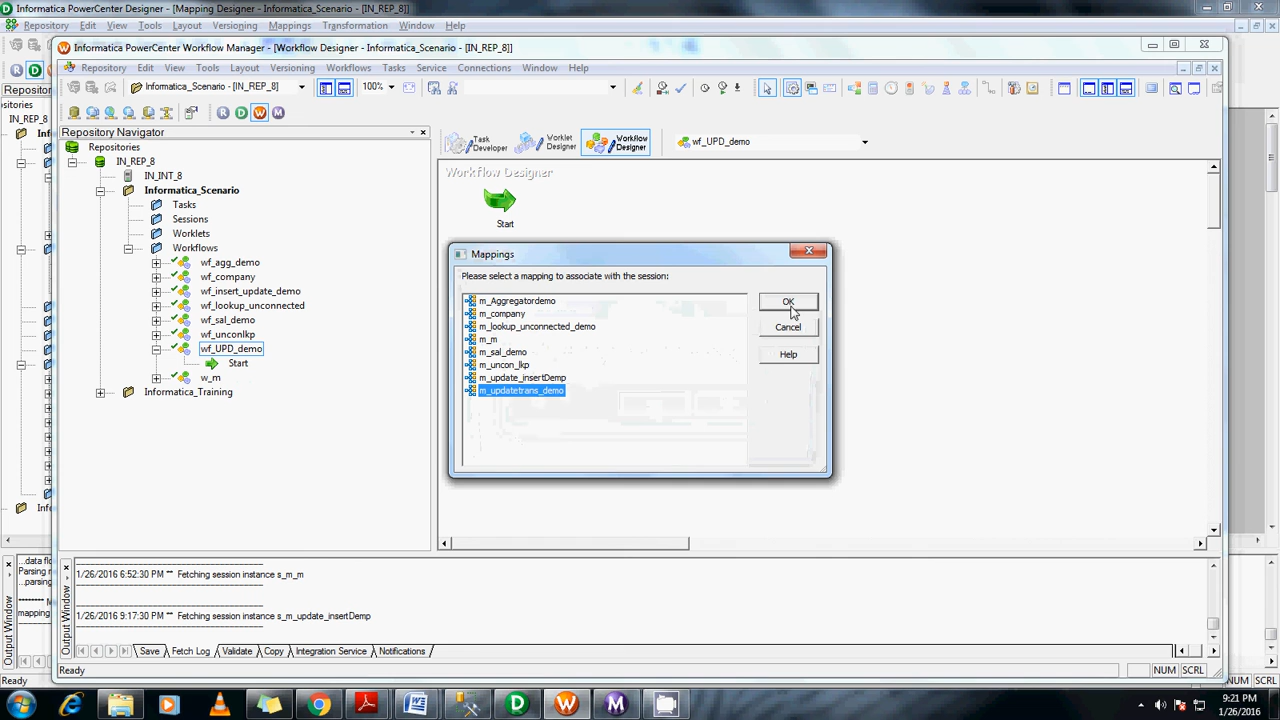 Informatica PowerCenter Designer - [Mapping Designer - Informatica_Scenario - [IN_REP_8]]
Repository Edit View Tools Layout Versioning Mappings Transformation Window Help
Informatica PowerCenter Workflow Manager - [Workflow Designer - Informatica_Scenario - [IN_REP_8]]
Repository Edit View Tools Layout Versioning Workflows Tasks Service Connections Window Help
Informatica_Scenario - [IN_REP_8] 100%
R D W M
Repository Navigator
Task Developer
Worklet Designer
Workflow Designer
wf_UPD_demo
Repositories
IN_REP_8
IN_INT_8
Informatica_Scenario
Tasks
Sessions
Worklets
Workflows
wf_agg_demo
wf_company
wf_insert_update_demo
wf_lookup_unconnected
wf_sal_demo
wf_unconlkp
wf_UPD_demo
Start
w_m
Informatica_Training
Workflow Designer
Start
Mappings
Please select a mapping to associate with the session:
m_Aggregatordemo
m_company
m_lookup_unconnected_demo
m_m
m_sal_demo
m_uncon_lkp
m_update_insertDemp
m_updatetrans_demo
OK
Cancel
Help
1/26/2016 6:52:30 PM ** Fetching session instance s_m_m
1/26/2016 9:17:30 PM ** Fetching session instance s_m_update_insertDemp
Output Window
Save Fetch Log Validate Copy Integration Service Notifications
Ready NUM SCRL
Ready NUM SCRL
9:21 PM
1/26/2016